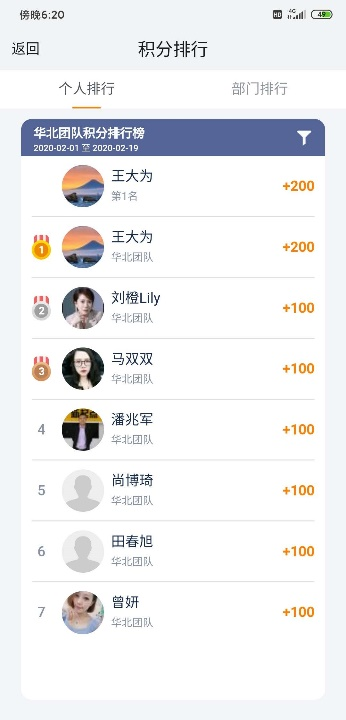 傍晚6:20
HD 4G 49
返回
积分排行
个人排行
部门排行
华北团队积分排行榜
2020-02-01 至 2020-02-19
王大为
第1名
+200
1
王大为
华北团队
+200
2
刘橙Lily
华北团队
+100
3
马双双
华北团队
+100
4
潘兆军
华北团队
+100
5
尚博琦
华北团队
+100
6
田春旭
华北团队
+100
7
曾妍
华北团队
+100